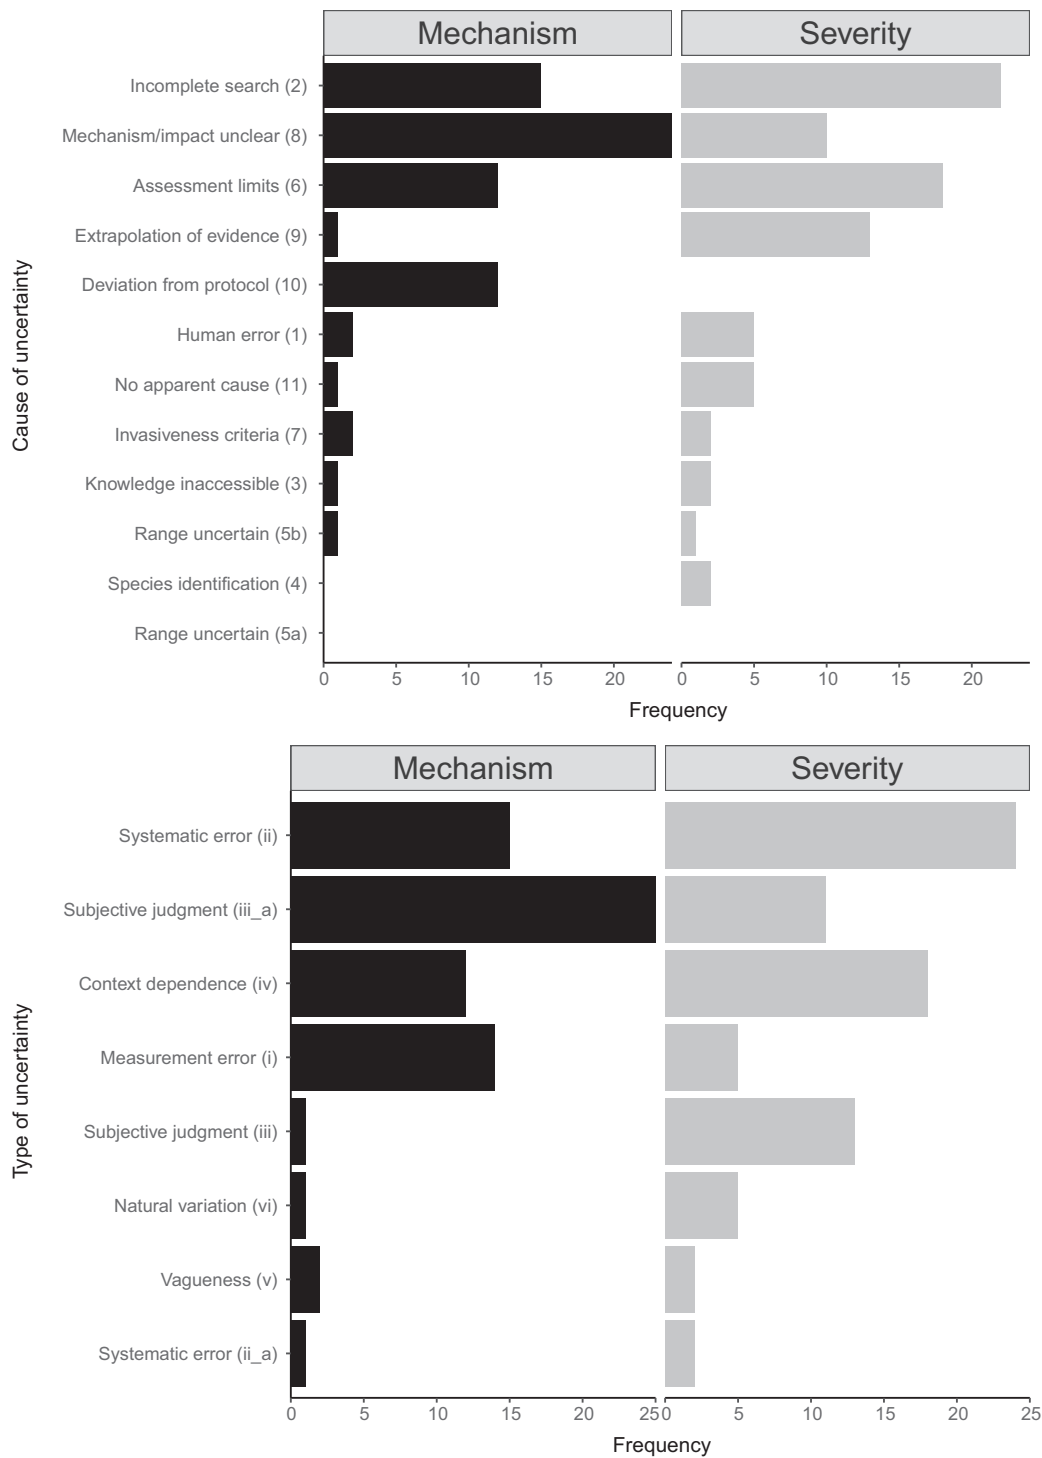 Mechanism Severity
Cause of uncertainty
Incomplete search (2)
Mechanism/impact unclear (8)
Assessment limits (6)
Extrapolation of evidence (9)
Deviation from protocol (10)
Human error (1)
No apparent cause (11)
Invasiveness criteria (7)
Knowledge inaccessible (3)
Range uncertain (5b)
Species identification (4)
Range uncertain (5a)
0 5 10 15 20 0 5 10 15 20
Frequency
Mechanism Severity
Type of uncertainty
Systematic error (ii)
Subjective judgment (iii_a)
Context dependence (iv)
Measurement error (i)
Subjective judgment (iii)
Natural variation (vi)
Vagueness (v)
Systematic error (ii_a)
0 5 10 15 20 25 0 5 10 15 20 25
Frequency